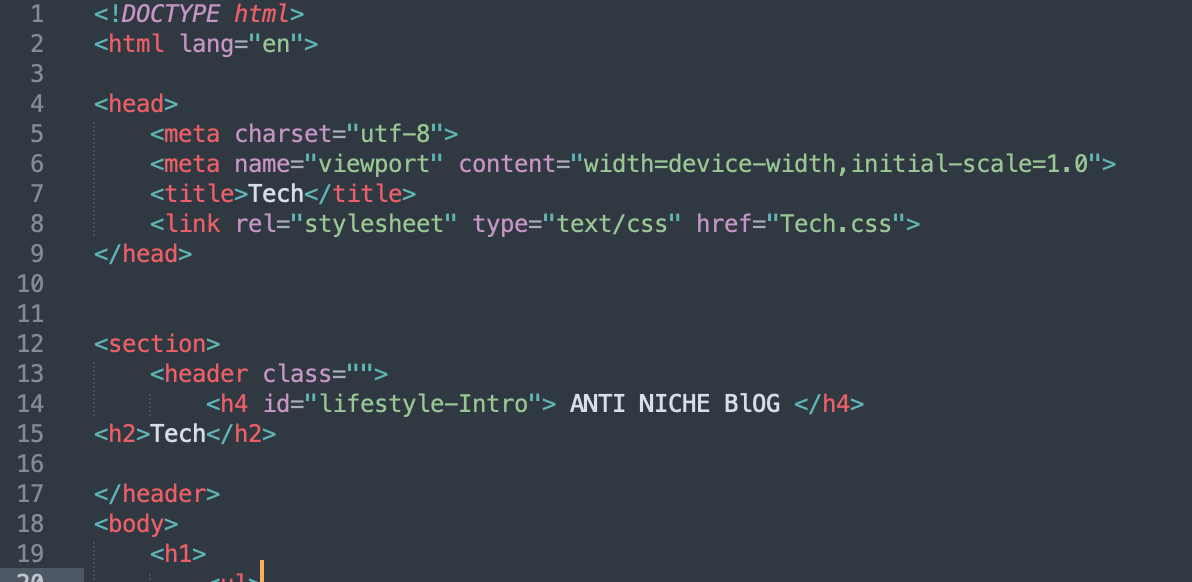 1 <!DOCTYPE html>
2 <html lang="en">
3
4 <head>
5 <meta charset="utf-8">
6 <meta name="viewport" content="width=device-width,initial-scale=1.0">
7 <title>Tech</title>
8 <link rel="stylesheet" type="text/css" href="Tech.css">
9 </head>
10
11
12 <section>
13 <header class="">
14 <h4 id="lifestyle-Intro"> ANTI NICHE BlOG </h4>
15 <h2>Tech</h2>
16
17 </header>
18 <body>
19 <h1>
20 <ul>